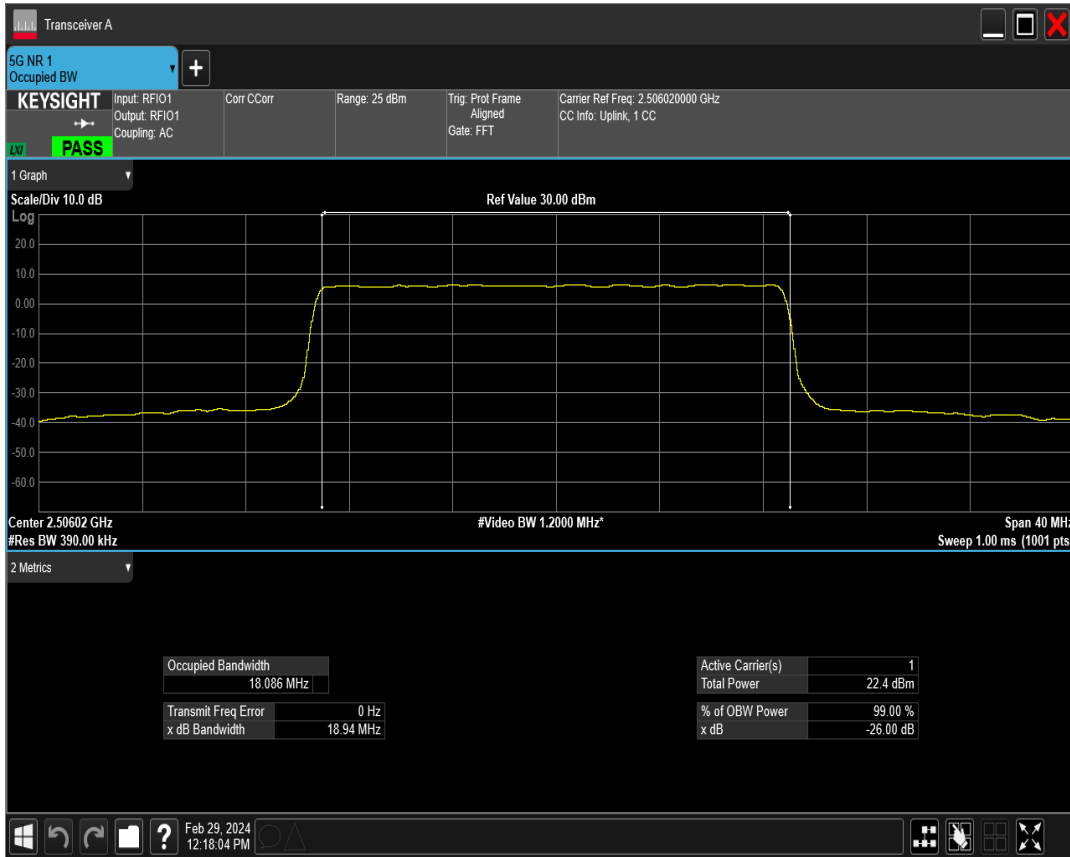 Transceiver A
5G NR 1
Occupied BW
KEYSIGHT
LXI
PASS
Input: RFIO1
Output: RFIO1
Coupling: AC
Corr CCorr
Range: 25 dBm
Trig: Prot Frame
Aligned
Gate: FFT
Carrier Ref Freq: 2.506020000 GHz
CC Info: Uplink, 1 CC
1 Graph
Scale/Div 10.0 dB
Ref Value 30.00 dBm
Log
20.0
10.0
0.00
-10.0
-20.0
-30.0
-40.0
-50.0
-60.0
Center 2.50602 GHz
#Video BW 1.2000 MHz*
Span 40 MHz
#Res BW 390.00 kHz
Sweep 1.00 ms (1001 pts
2 Metrics
Occupied Bandwidth
18.086 MHz
Transmit Freq Error 0 Hz
x dB Bandwidth 18.94 MHz
Active Carrier(s) 1
Total Power 22.4 dBm
% of OBW Power 99.00 %
x dB -26.00 dB
?
Feb 29, 2024
12:18:04 PM